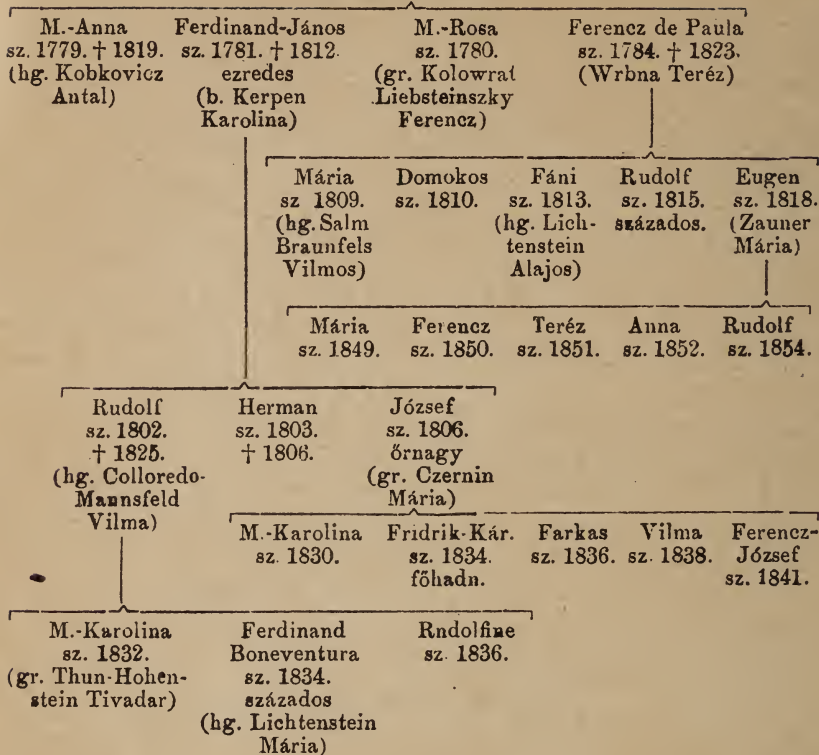 M.-Anna
sz. 1779. † 1819.
(hg. Kobkovicz
Antal)
Ferdinand-János
sz. 1781. † 1812.
ezredes
(b. Kerpen
Karolina)
M.-Rosa
sz. 1780.
(gr. Kolowrat
Liebsteinszky
Ferencz)
Ferencz de Paula
sz. 1784. † 1823.
(Wrbna Teréz)
Mária
sz 1809.
(hg. Salm
Braunfels
Vilmos)
Domokos
sz. 1810.
Fáni
sz. 1813.
(hg. Lich-
tenstein
Alajos)
Rudolf
sz. 1815.
százados.
Eugen
sz. 1818.
(Zauner
Mária)
Mária
sz. 1849.
Ferencz
sz. 1850.
Teréz
sz. 1851.
Anna
sz. 1852.
Rudolf
sz. 1854.
Rudolf
sz. 1802.
† 1825.
(hg. Colloredo-
Mannsfeld
Vilma)
Herman
sz. 1803.
† 1806.
József
sz. 1806.
őrnagy
(gr. Czernin
Mária)
M.-Karolina
sz. 1830.
Fridrik-Kár.
sz. 1834.
főhadn.
Farkas
sz. 1836.
Vilma
sz. 1838.
Ferencz-
József
sz. 1841.
M.-Karolina
sz. 1832.
(gr. Thun-Hohen-
stein Tivadar)
Ferdinand
Boneventura
sz. 1834.
százados
(hg. Lichtenstein
Mária)
Rndolfine
sz. 1836.